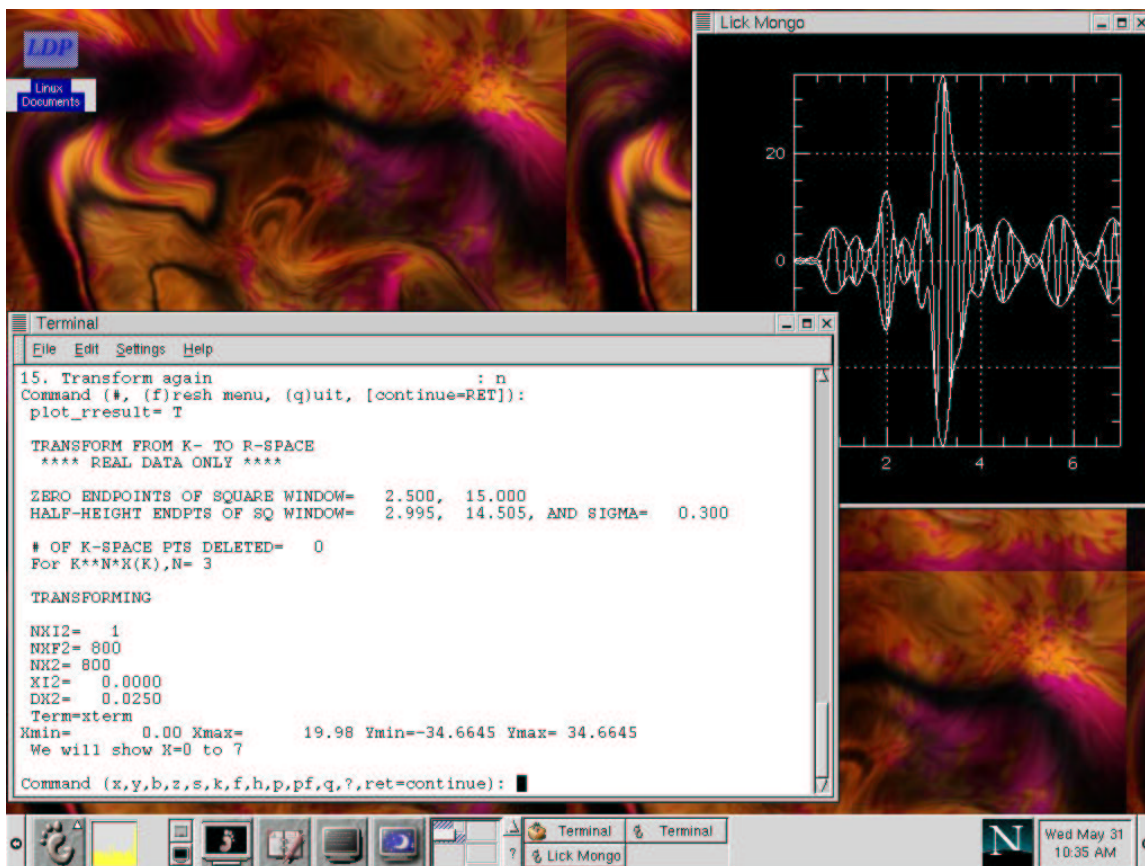 LDP
Linux
Documents
Lick Mongo
20
0
2 4 6
Terminal
File Edit Settings Help
15. Transform again : n
Command (#, (f)resh menu, (q)uit, [continue=RET]):
plot_rresult= T
TRANSFORM FROM K- TO R-SPACE
**** REAL DATA ONLY ****
ZERO ENDPOINTS OF SQUARE WINDOW= 2.500, 15.000
HALF-HEIGHT ENDPTS OF SQ WINDOW= 2.995, 14.505, AND SIGMA= 0.300
# OF K-SPACE PTS DELETED= 0
For K**N*X(K),N= 3
TRANSFORMING
NXI2= 1
NXF2= 800
NX2= 800
XI2= 0.0000
DX2= 0.0250
Term=xterm
Xmin= 0.00 Xmax= 19.98 Ymin=-34.6645 Ymax= 34.6645
We will show X=0 to 7
Command (x,y,b,z,s,k,f,h,p,pf,q,?,ret=continue):
Terminal Terminal
? Lick Mongo
N
Wed May 31
10:35 AM